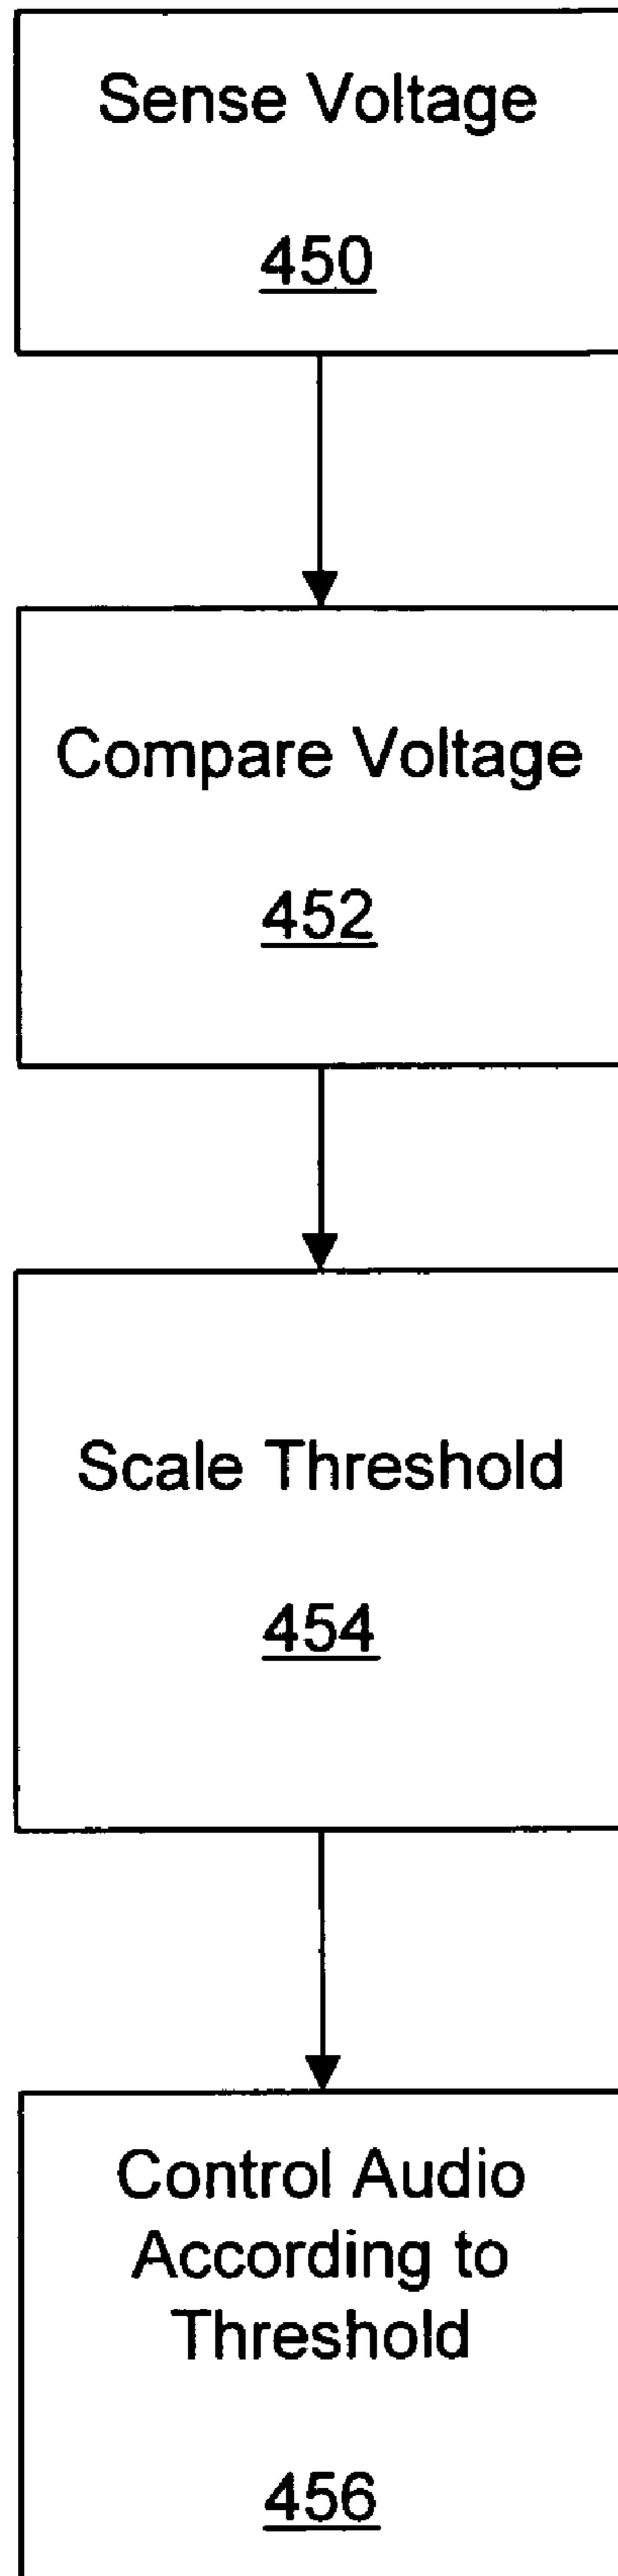 Sense Voltage
450
Compare Voltage
452
Scale Threshold
454
Control Audio
According to
Threshold
456